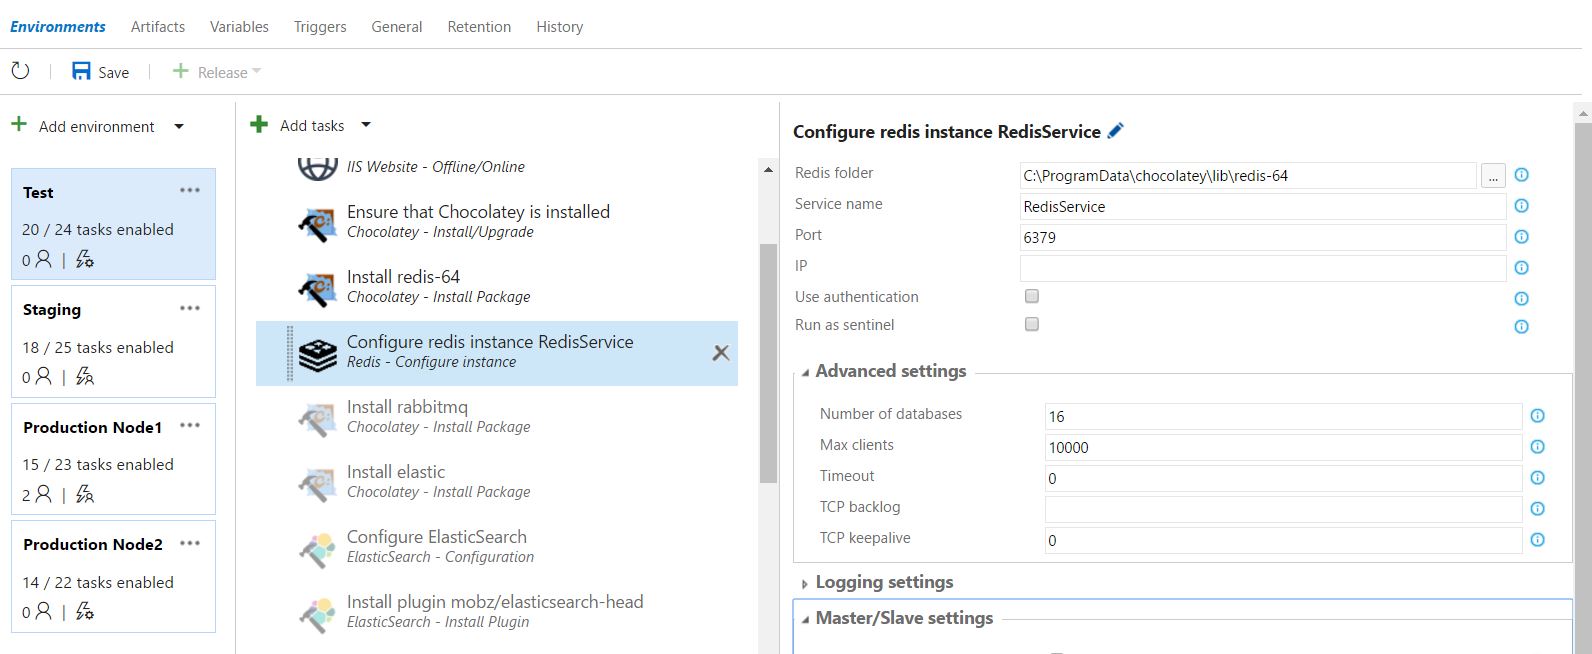 Environments Artifacts Variables Triggers General Retention History
Save Release
Add environment
Test ...
20 / 24 tasks enabled
0 |
Staging ...
18 / 25 tasks enabled
0 |
Production Node1 ...
15 / 23 tasks enabled
2 |
Production Node2 ...
14 / 22 tasks enabled
0 |
Add tasks
IIS Website - Offline/Online
Ensure that Chocolatey is installed
Chocolatey - Install/Upgrade
Install redis-64
Chocolatey - Install Package
Configure redis instance RedisService
Redis - Configure instance
Install rabbitmq
Chocolatey - Install Package
Install elastic
Chocolatey - Install Package
Configure ElasticSearch
ElasticSearch - Configuration
Install plugin mobz/elasticsearch-head
ElasticSearch - Install Plugin
Configure redis instance RedisService
Redis folder C:\ProgramData\chocolatey\lib\redis-64 ...
Service name RedisService
Port 6379
IP
Use authentication
Run as sentinel
Advanced settings
Number of databases 16
Max clients 10000
Timeout 0
TCP backlog
TCP keepalive 0
Logging settings
Master/Slave settings